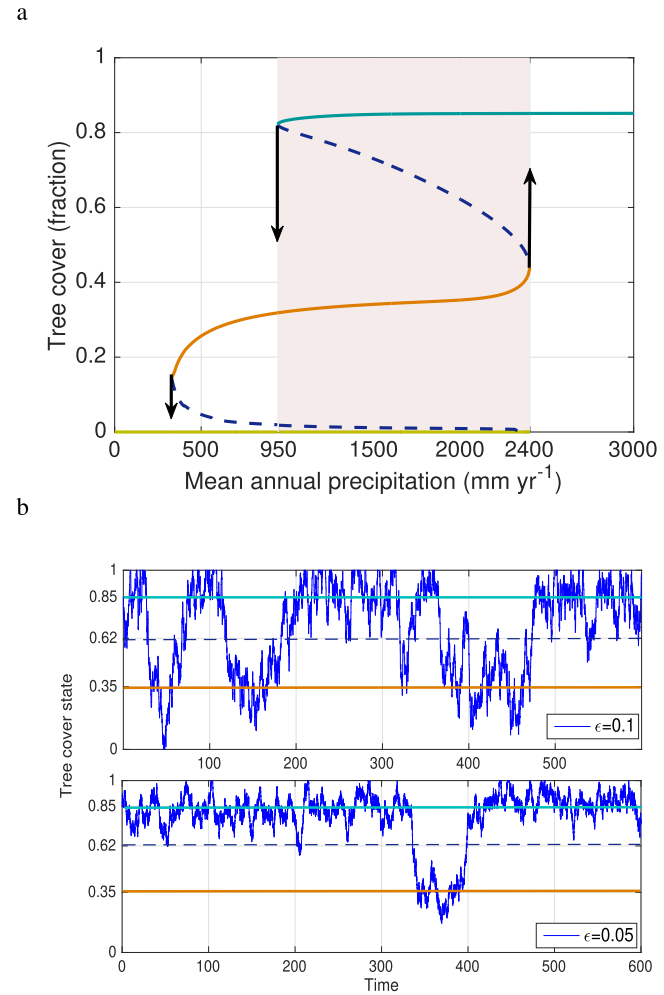 a
1
0.8
0.6
0.4
0.2
0
Tree cover (fraction)
0 500 950 1500 2000 2400 3000
Mean annual precipitation (mm yr⁻¹)
b
Tree cover state
1
0.85
0.62
0.35
0
100 200 300 400 500
ϵ=0.1
1
0.85
0.62
0.35
0
0 100 200 300 400 500 600
ϵ=0.05
Time